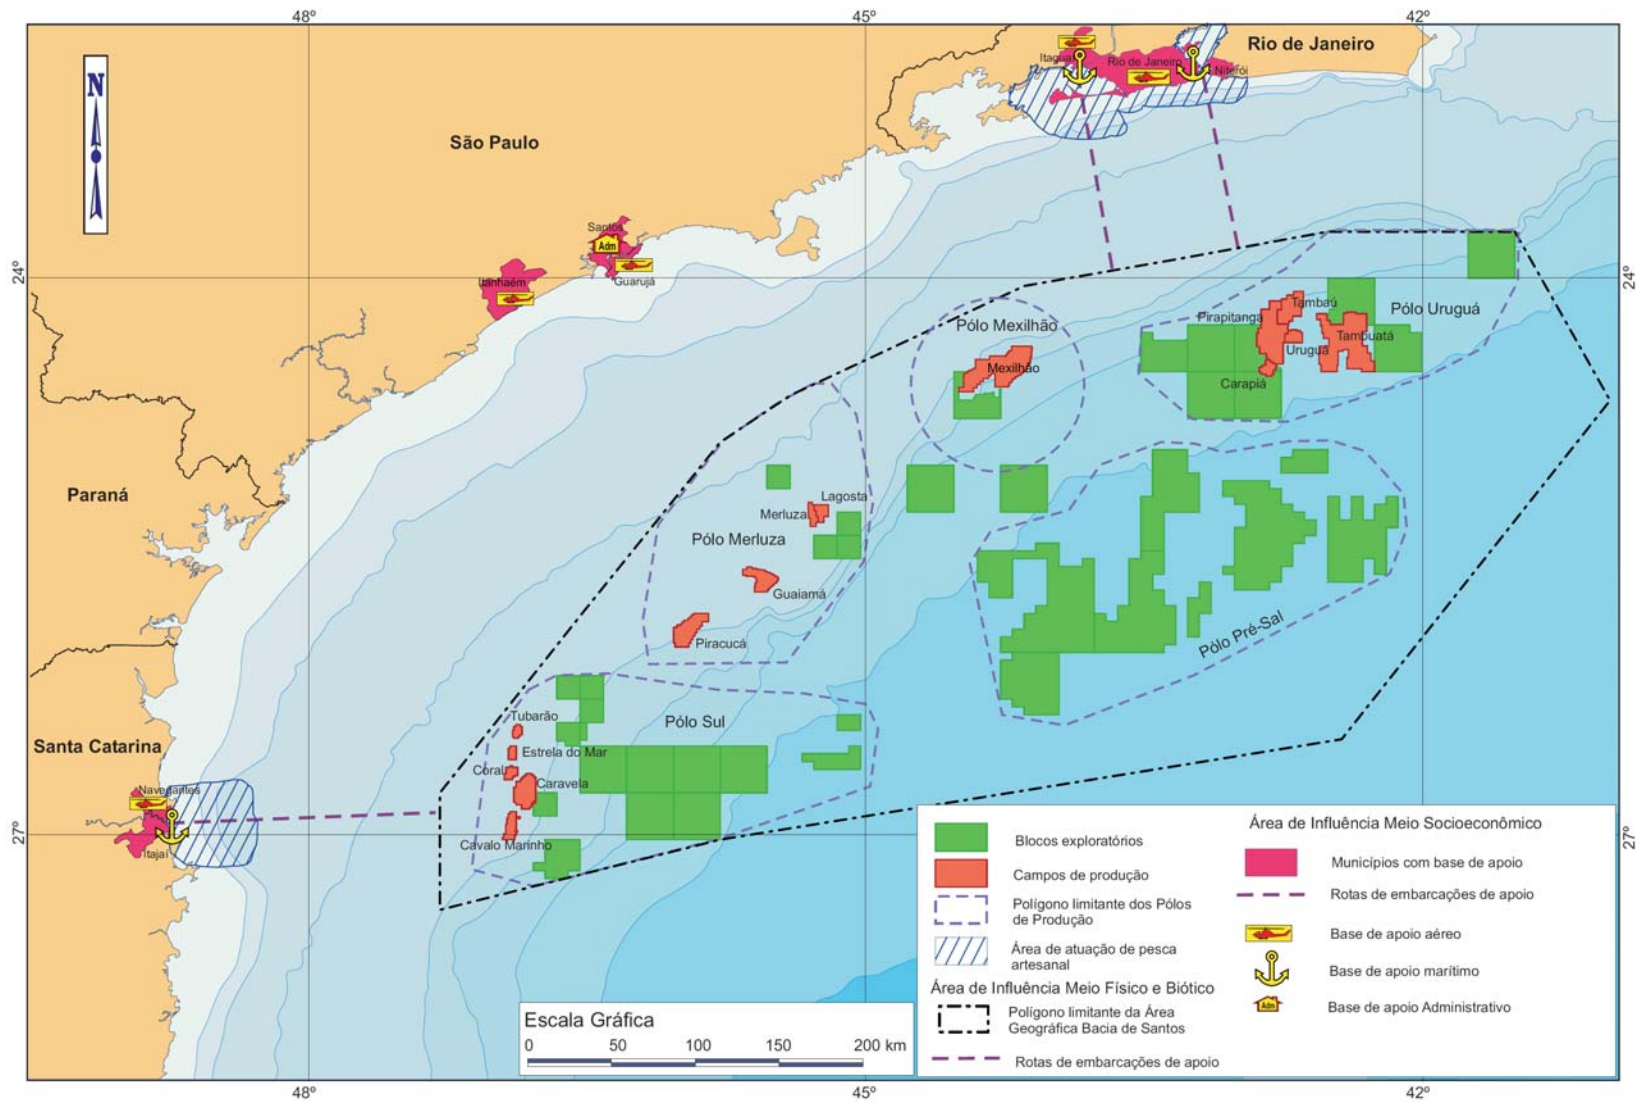 48º
45º
42º
N
São Paulo
Rio de Janeiro
Itaguaí
Rio de Janeiro
Niterói
Santos
Adm
Guarujá
Itanhaém
24º
24º
Pólo Mexilhão
Mexilhão
Tambaú
Pirapitanga
Pólo Uruguá
Uruguá
Tambuatá
Carapiá
Paraná
Lagosta
Merluza
Pólo Merluza
Guaiamá
Piracucá
Pólo Pré-Sal
Santa Catarina
Tubarão
Pólo Sul
Estrela do Mar
Coral
Caravela
Cavalo Marinho
Navegantes
Itajaí
27º
27º
Blocos exploratórios
Campos de produção
Polígono limitante dos Pólos
de Produção
Área de atuação de pesca
artesanal
Área de Influência Meio Físico e Biótico
Polígono limitante da Área
Geográfica Bacia de Santos
Rotas de embarcações de apoio
Área de Influência Meio Socioeconômico
Municípios com base de apoio
Rotas de embarcações de apoio
Base de apoio aéreo
Base de apoio marítimo
Adm
Base de apoio Administrativo
Escala Gráfica
0 50 100 150 200 km
48º
45º
42º